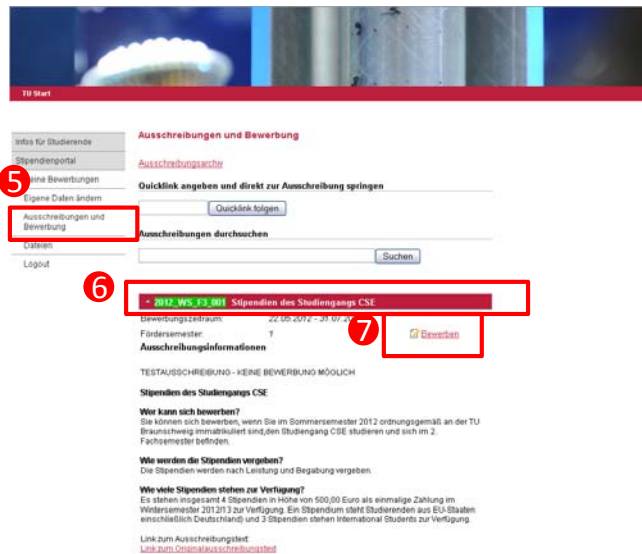 TU Start
Infos für Studierende
Stipendienportal
5
eine Bewerbungen
Eigene Daten ändern
Ausschreibungen und
Bewerbung
Dateien
Logout
Ausschreibungen und Bewerbung
Ausschreibungsarchiv
Quicklink angeben und direkt zur Ausschreibung springen
Quicklink folgen
Ausschreibungen durchsuchen
Suchen
6
2012_WS_F3_001 Stipendien des Studiengangs CSE
Bewerbungszeitraum: 22.05.2012 - 31.07.20
7
Fördersemester: 1 Bewerben
Ausschreibungsinformationen
TESTAUSSCHREIBUNG - KEINE BEWERBUNG MÖGLICH
Stipendien des Studiengangs CSE
Wer kann sich bewerben?
Sie können sich bewerben, wenn Sie im Sommersemester 2012 ordnungsgemäß an der TU
Braunschweig immatrikuliert sind,den Studiengang CSE studieren und sich im 2.
Fachsemester befinden.
Wie werden die Stipendien vergeben?
Die Stipendien werden nach Leistung und Begabung vergeben.
Wie viele Stipendien stehen zur Verfügung?
Es stehen insgesamt 4 Stipendien in Höhe von 500,00 Euro als einmalige Zahlung im
Wintersemester 2012/13 zur Verfügung. Ein Stipendium steht Studierenden aus EU-Staaten
einschließlich Deutschland) und 3 Stipendien stehen International Students zur Verfügung.
Link zum Ausschreibungstext:
Link zum Originalausschreibungstext